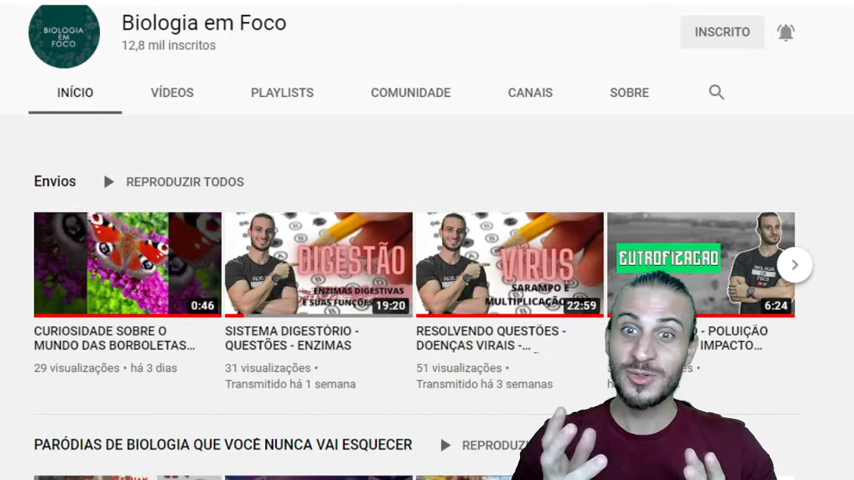 BIOLOGIA
EM
FOCO
Biologia em Foco
12,8 mil inscritos
INSCRITO
INÍCIO
VÍDEOS
PLAYLISTS
COMUNIDADE
CANAIS
SOBRE
Envios
REPRODUZIR TODOS
0:46
DIGESTÃO
ENZIMAS DIGESTIVAS
E SUAS FUNÇÕES
19:20
VÍRUS
SARAMPO E
MULTIPLICAÇÃO
22:59
EUTROFIZAÇÃO
6:24
CURIOSIDADE SOBRE O
MUNDO DAS BORBOLETAS...
29 visualizações • há 3 dias
SISTEMA DIGESTÓRIO -
QUESTÕES - ENZIMAS
31 visualizações •
Transmitido há 1 semana
RESOLVENDO QUESTÕES -
DOENÇAS VIRAIS -...
51 visualizações •
Transmitido há 3 semanas
- POLUIÇÃO
IMPACTO...
PARÓDIAS DE BIOLOGIA QUE VOCÊ NUNCA VAI ESQUECER